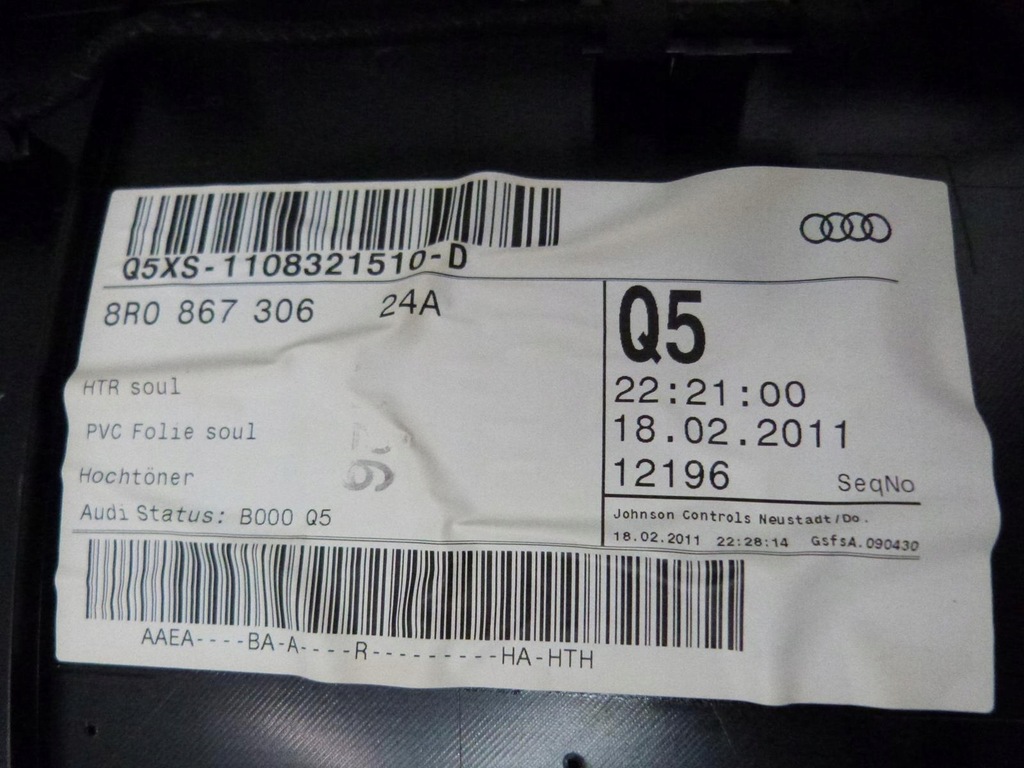 Q5XS-1108321510-D
8R0 867 306 24A
HTR soul
PVC Folie soul
Hochtöner
Audi Status: B000 Q5
Q5
22:21:00
18.02.2011
12196 SeqNo
Johnson Controls Neustadt/Do.
18.02.2011 22:28:14 GsfsA.090430
AAEA----BA-A----R---------HA-HTH